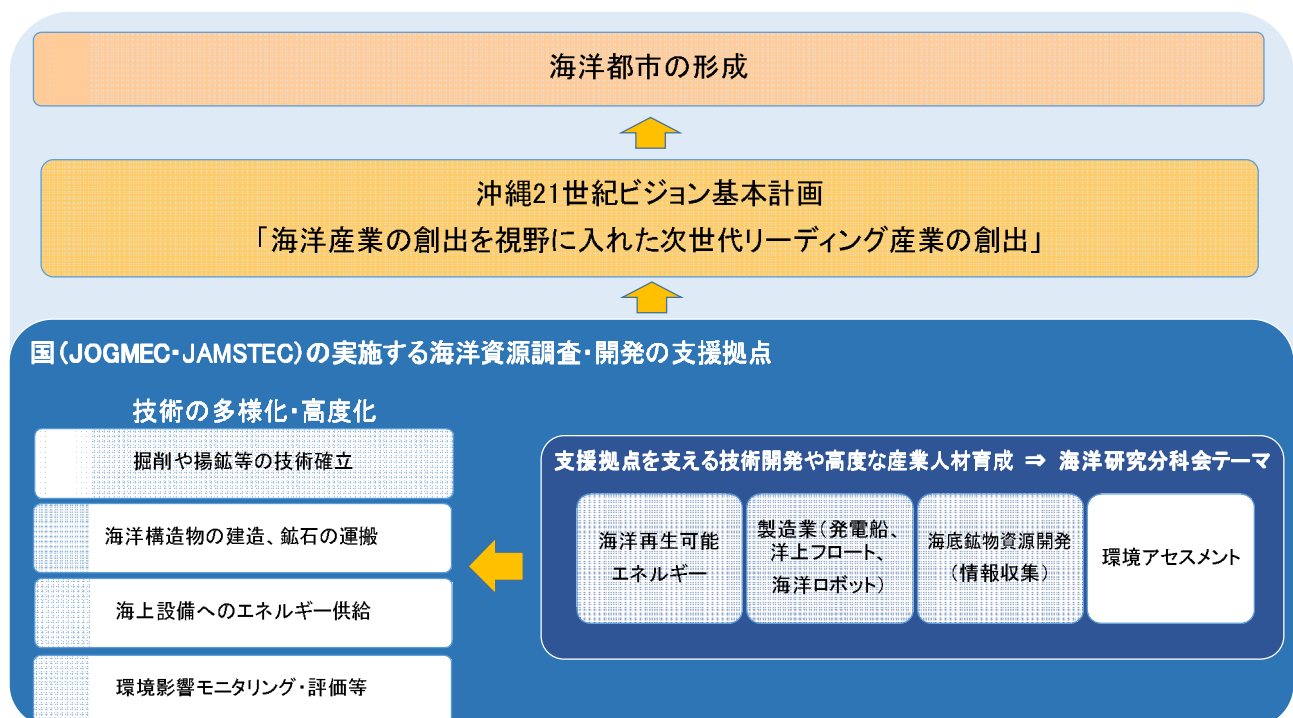 海洋都市の形成
沖縄21世紀ビジョン基本計画
「海洋産業の創出を視野に入れた次世代リーディング産業の創出」
国(JOGMEC・JAMSTEC)の実施する海洋資源調査・開発の支援拠点
技術の多様化・高度化
掘削や揚鉱等の技術確立
海洋構造物の建造、鉱石の運搬
海上設備へのエネルギー供給
環境影響モニタリング・評価等
支援拠点を支える技術開発や高度な産業人材育成 ⇒ 海洋研究分科会テーマ
海洋再生可能
エネルギー
製造業(発電船、
洋上フロート、
海洋ロボット)
海底鉱物資源開発
(情報収集)
環境アセスメント